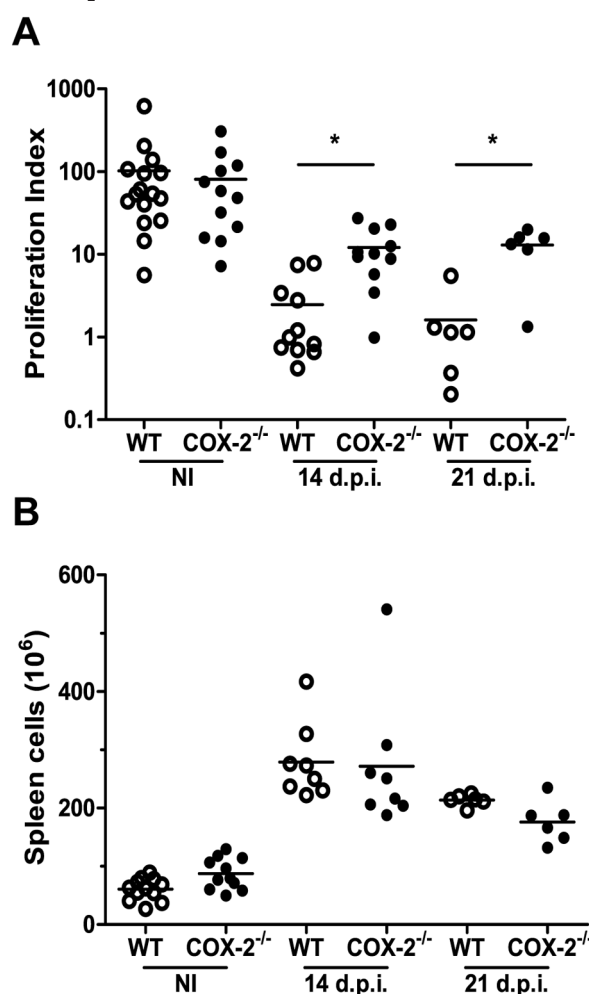 A
Proliferation Index
1000
100
10
1
0.1
* *
WT COX-2-/- WT COX-2-/- WT COX-2-/-
NI 14 d.p.i. 21 d.p.i.
B
Spleen cells (10^6)
600
400
200
0
WT COX-2-/- WT COX-2-/- WT COX-2-/-
NI 14 d.p.i. 21 d.p.i.